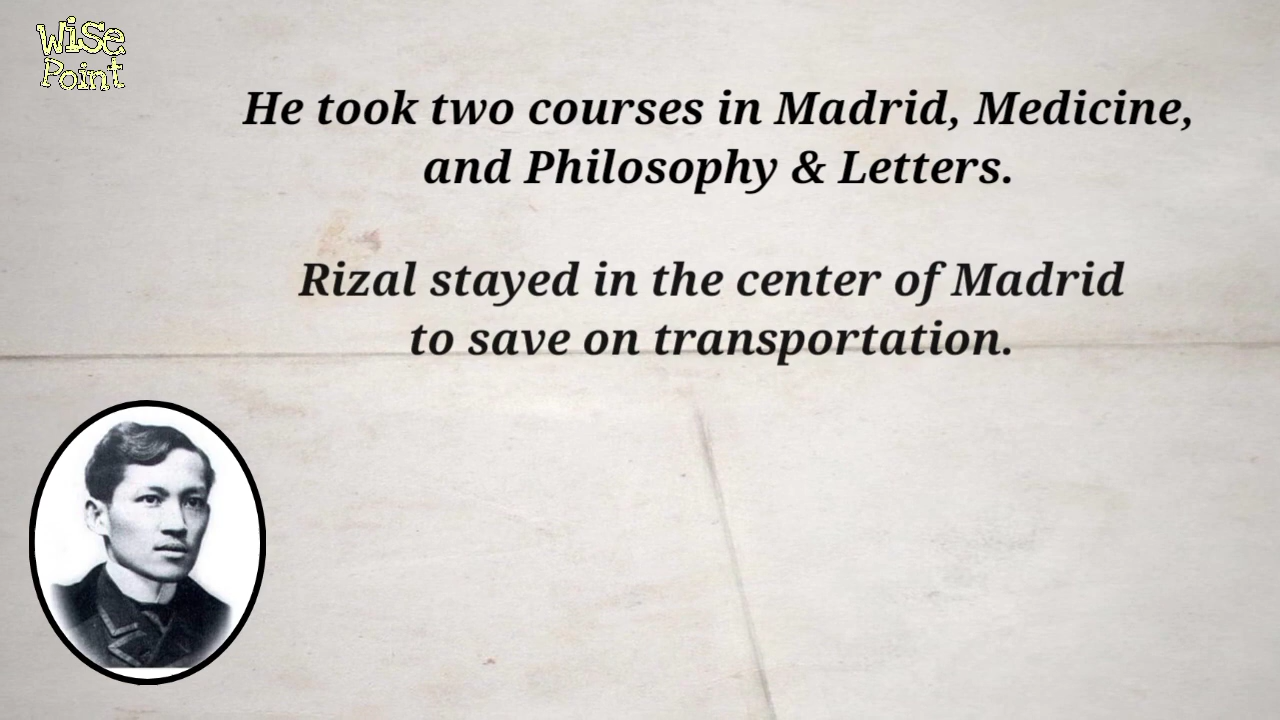 Wise
Point
He took two courses in Madrid, Medicine,
and Philosophy & Letters.
Rizal stayed in the center of Madrid
to save on transportation.